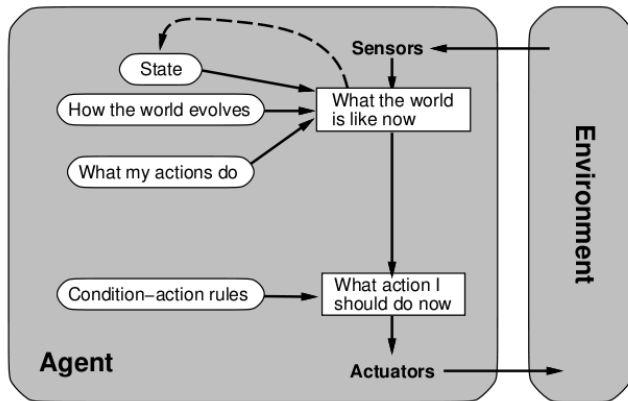 Sensors
State
What the world
is like now
How the world evolves
What my actions do
Environment
Condition−action rules
What action I
should do now
Agent
Actuators